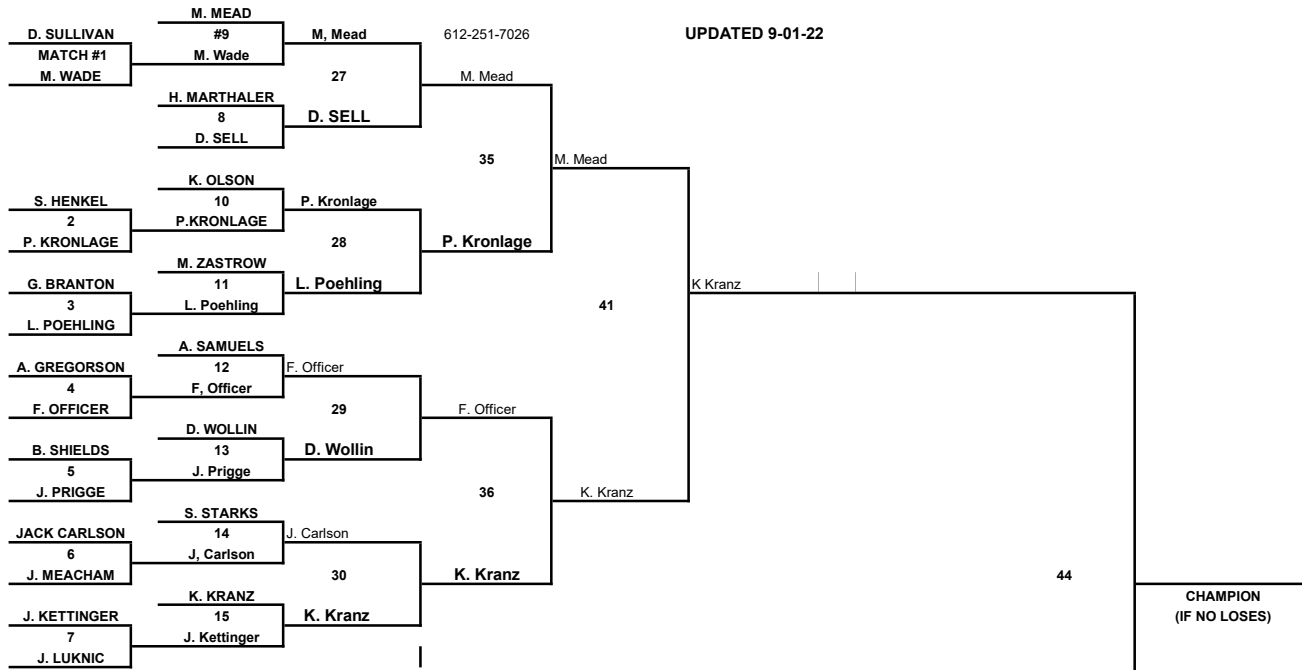 M. MEAD
D. SULLIVAN #9 M, Mead 612-251-7026 UPDATED 9-01-22
MATCH #1 M. Wade
M. WADE 27 M. Mead
H. MARTHALER
8 D. SELL
D. SELL
35 M. Mead
K. OLSON
S. HENKEL 10 P. Kronlage
2 P.KRONLAGE
P. KRONLAGE 28 P. Kronlage
M. ZASTROW
G. BRANTON 11 L. Poehling K Kranz
3 L. Poehling 41
L. POEHLING
A. SAMUELS
A. GREGORSON 12 F. Officer
4 F, Officer
F. OFFICER 29 F. Officer
D. WOLLIN
B. SHIELDS 13 D. Wollin
5 J. Prigge
J. PRIGGE 36 K. Kranz
S. STARKS
JACK CARLSON 14 J. Carlson
6 J, Carlson
J. MEACHAM 30 K. Kranz 44
K. KRANZ CHAMPION
J. KETTINGER 15 K. Kranz (IF NO LOSES)
7 J. Kettinger
J. LUKNIC